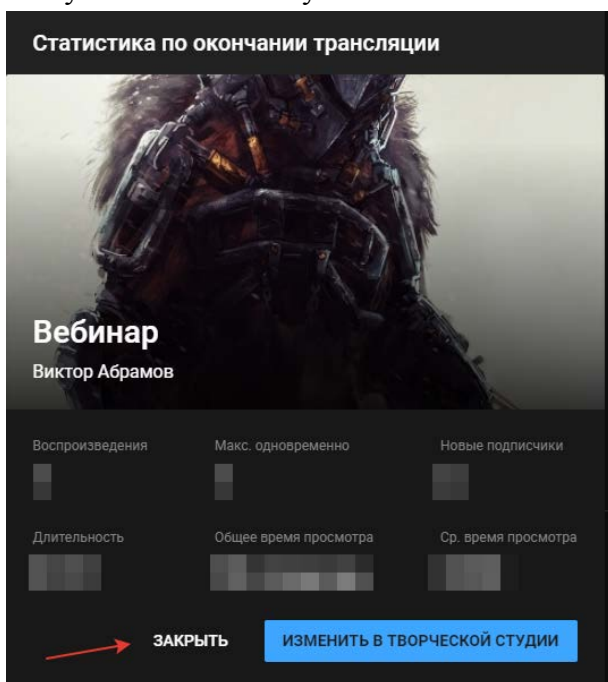 Статистика по окончании трансляции
Вебинар
Виктор Абрамов
Воспроизведения Макс. одновременно Новые подписчики
Длительность Общее время просмотра Ср. время просмотра
ЗАКРЫТЬ ИЗМЕНИТЬ В ТВОРЧЕСКОЙ СТУДИИ